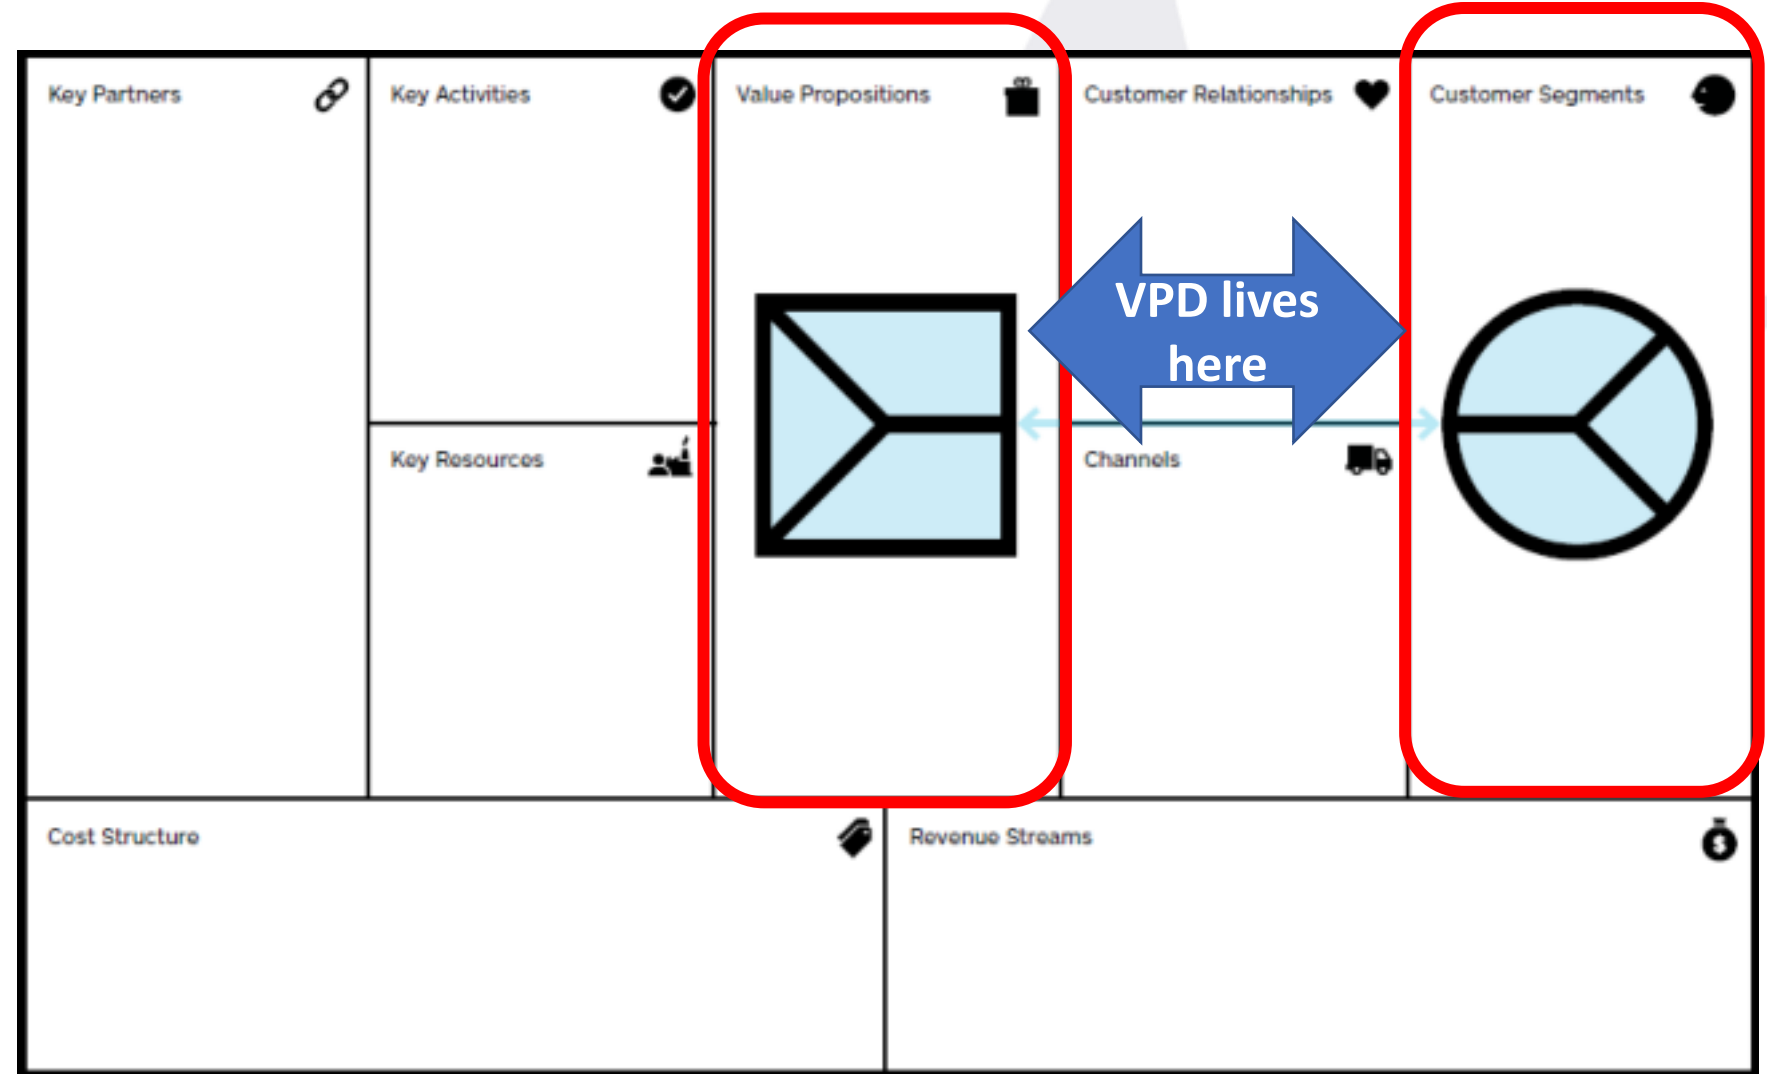 Key Partners
Key Activities
Value Propositions
Customer Relationships
Customer Segments
VPD lives
here
Key Resources
Channels
Cost Structure
Revenue Streams
$